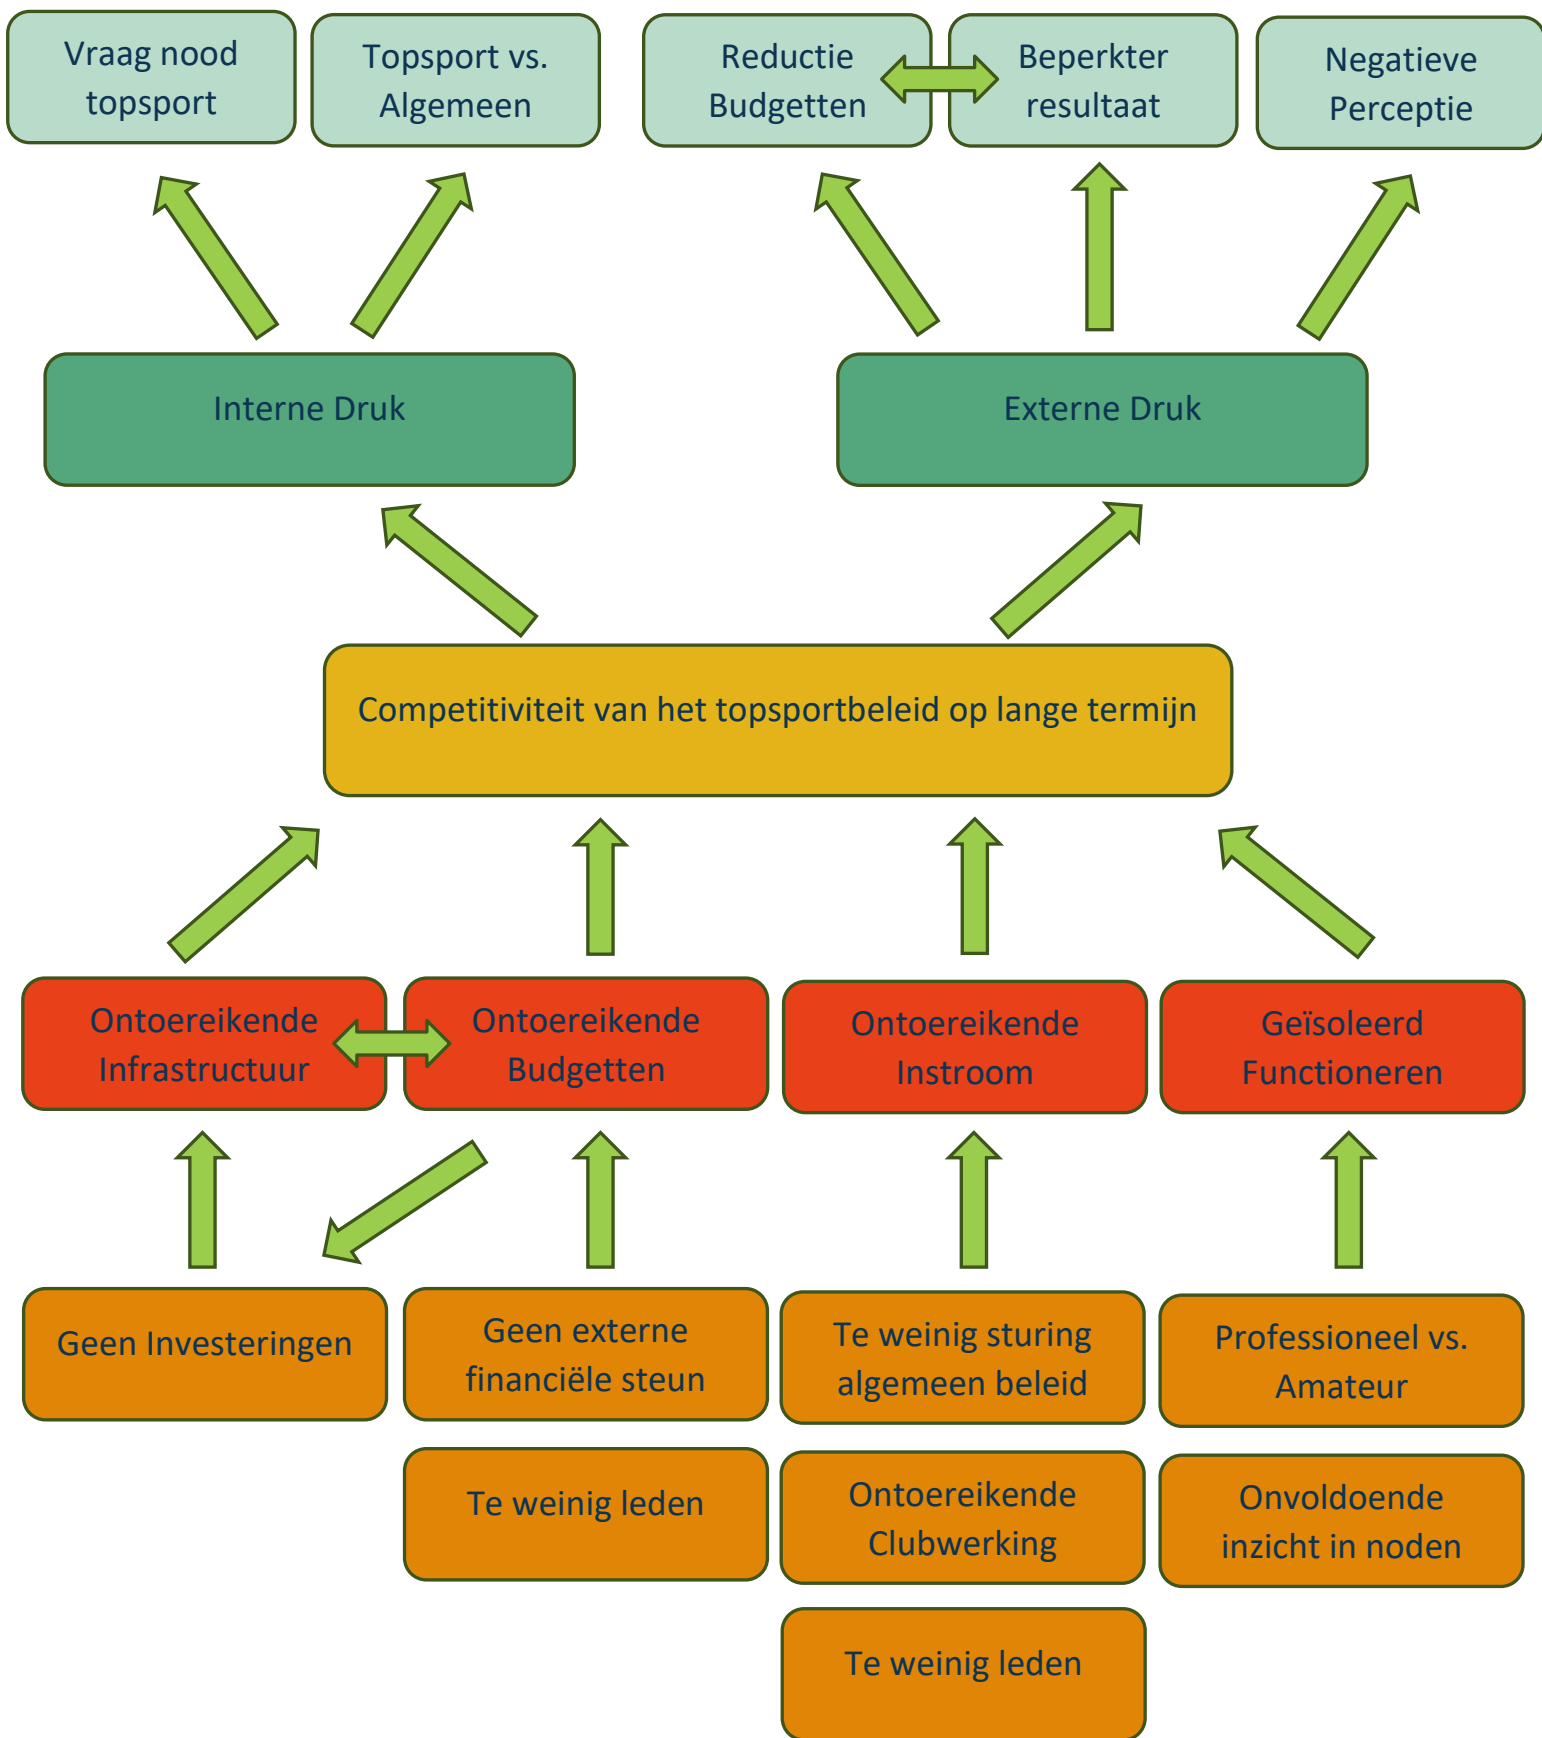 Vraag nood
topsport
Topsport vs.
Algemeen
Reductie
Budgetten
Beperkter
resultaat
Negatieve
Perceptie
Interne Druk
Externe Druk
Competitiviteit van het topsportbeleid op lange termijn
Ontoereikende
Infrastructuur
Ontoereikende
Budgetten
Ontoereikende
Instroom
Geïsoleerd
Functioneren
Geen Investeringen
Geen externe
financiële steun
Te weinig sturing
algemeen beleid
Professioneel vs.
Amateur
Te weinig leden
Ontoereikende
Clubwerking
Onvoldoende
inzicht in noden
Te weinig leden